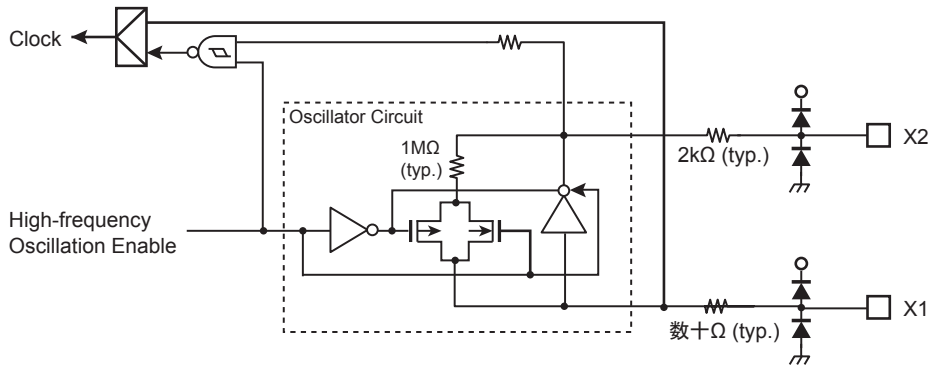 Clock
Oscillator Circuit
1MΩ
(typ.)
X2
2kΩ (typ.)
High-frequency
Oscillation Enable
X1
数十Ω (typ.)